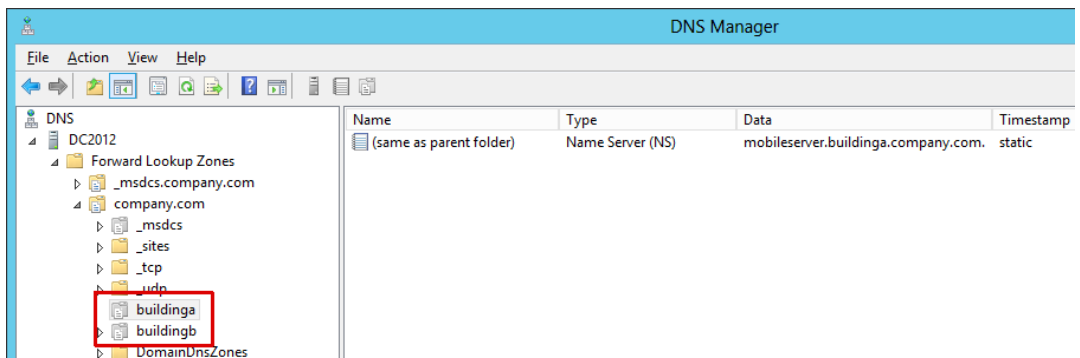 DNS Manager
File Action View Help
DNS
DC2012
Forward Lookup Zones
_msdcs.company.com
company.com
_msdcs
_sites
_tcp
_udp
buildinga
buildingb
DomainDnsZones
Name Type Data Timestamp
(same as parent folder) Name Server (NS) mobileserver.buildinga.company.com. static